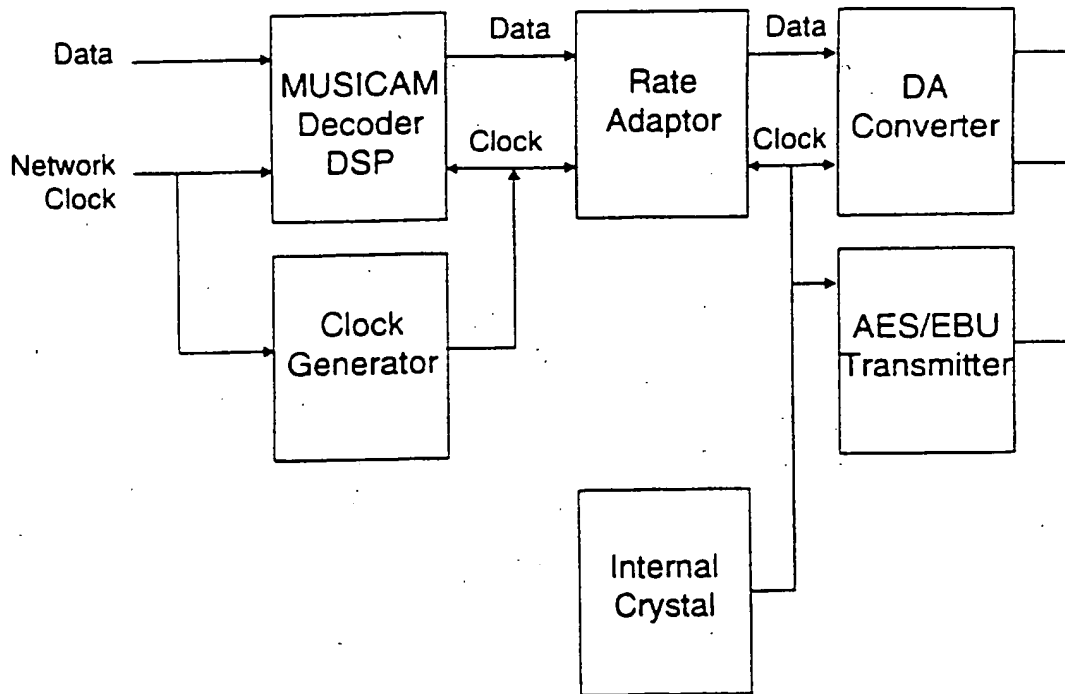 Data
Network
Clock
MUSICAM
Decoder
DSP
Data
Clock
Rate
Adaptor
Data
Clock
DA
Converter
Clock
Generator
AES/EBU
Transmitter
Internal
Crystal